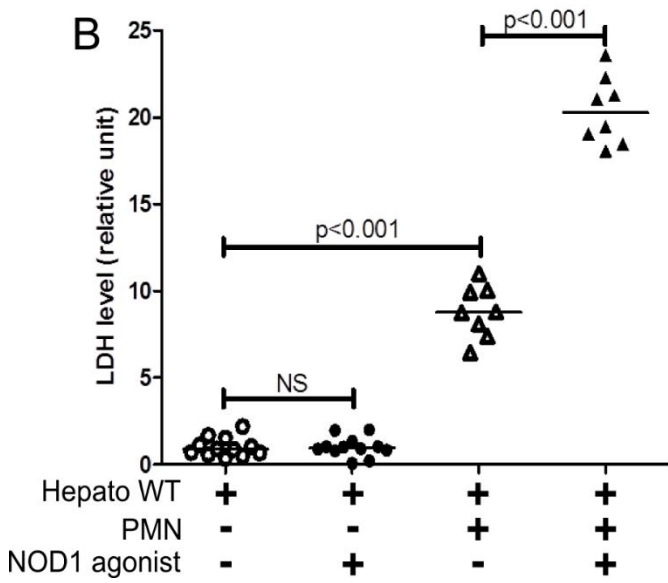 B
p<0.001
25
20
15
10
5
0
LDH level (relative unit)
p<0.001
NS
Hepato WT + + + +
PMN - - + +
NOD1 agonist - + - +